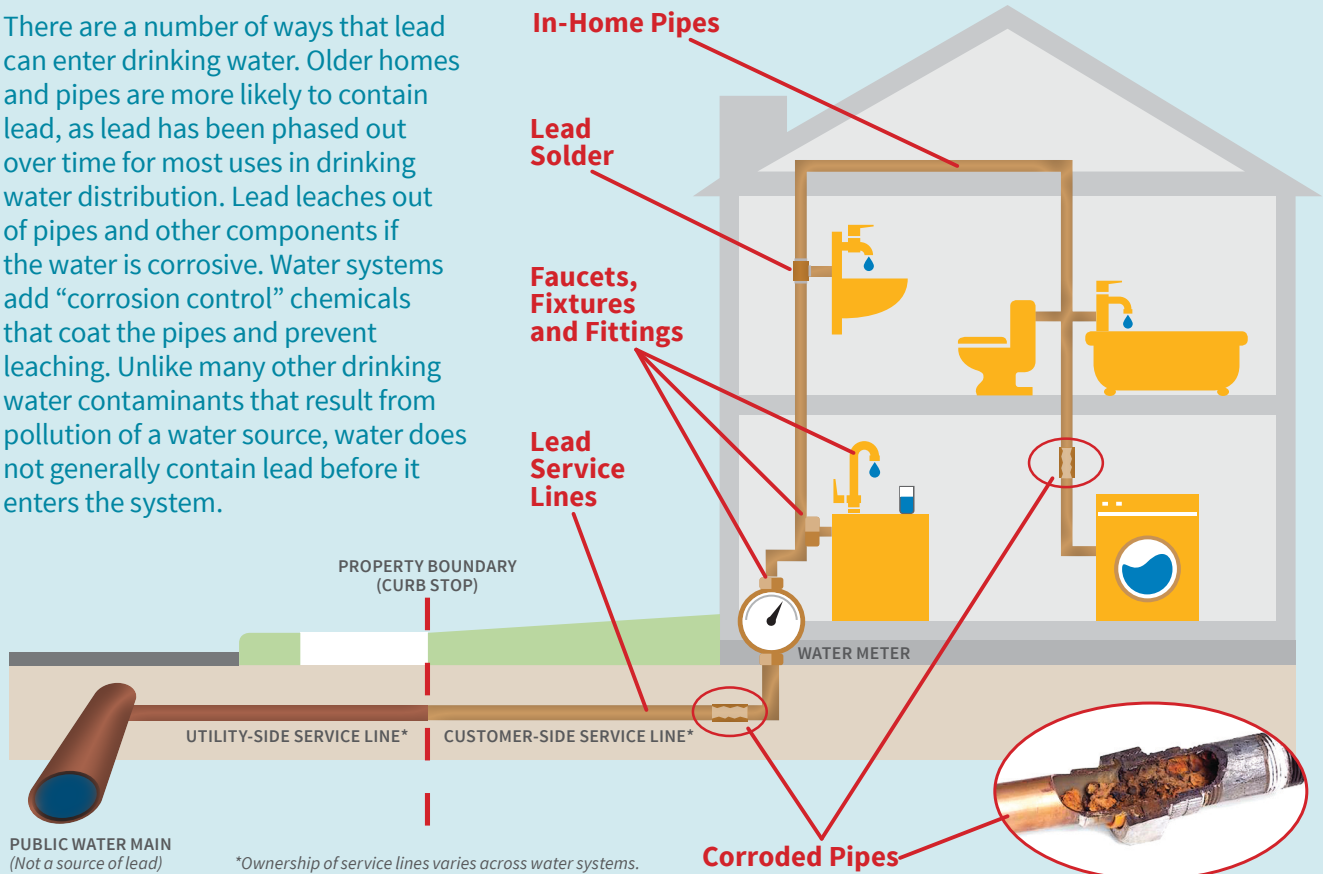 There are a number of ways that lead
can enter drinking water. Older homes
and pipes are more likely to contain
lead, as lead has been phased out
over time for most uses in drinking
water distribution. Lead leaches out
of pipes and other components if
the water is corrosive. Water systems
add “corrosion control” chemicals
that coat the pipes and prevent
leaching. Unlike many other drinking
water contaminants that result from
pollution of a water source, water does
not generally contain lead before it
enters the system.
In-Home Pipes
Lead
Solder
Faucets,
Fixtures
and Fittings
Lead
Service
Lines
PROPERTY BOUNDARY
(CURB STOP)
WATER METER
UTILITY-SIDE SERVICE LINE*
CUSTOMER-SIDE SERVICE LINE*
PUBLIC WATER MAIN
(Not a source of lead)
*Ownership of service lines varies across water systems.
Corroded Pipes